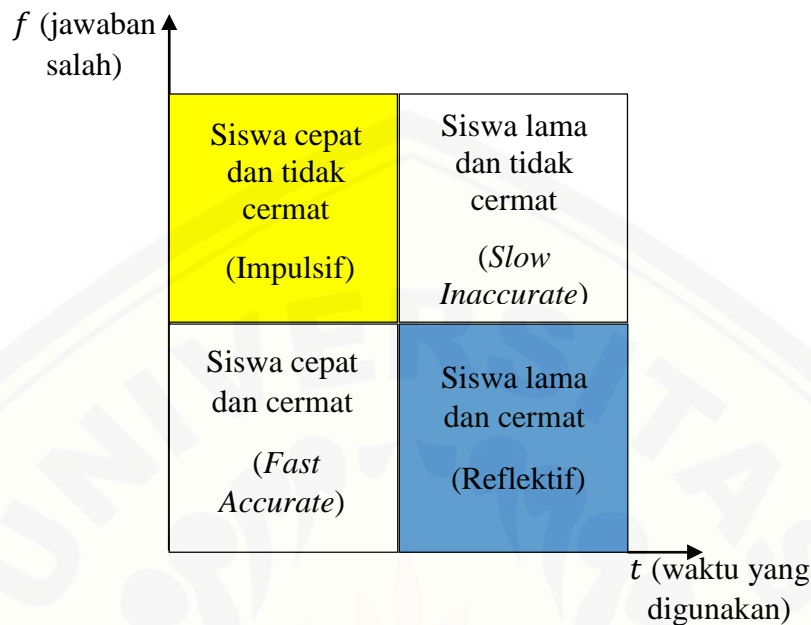 f (jawaban
salah)
Siswa cepat
dan tidak
cermat
(Impulsif)
Siswa lama
dan tidak
cermat
(Slow
Inaccurate)
Siswa cepat
dan cermat
(Fast
Accurate)
Siswa lama
dan cermat
(Reflektif)
t (waktu yang
digunakan)
UNIVERSITAS